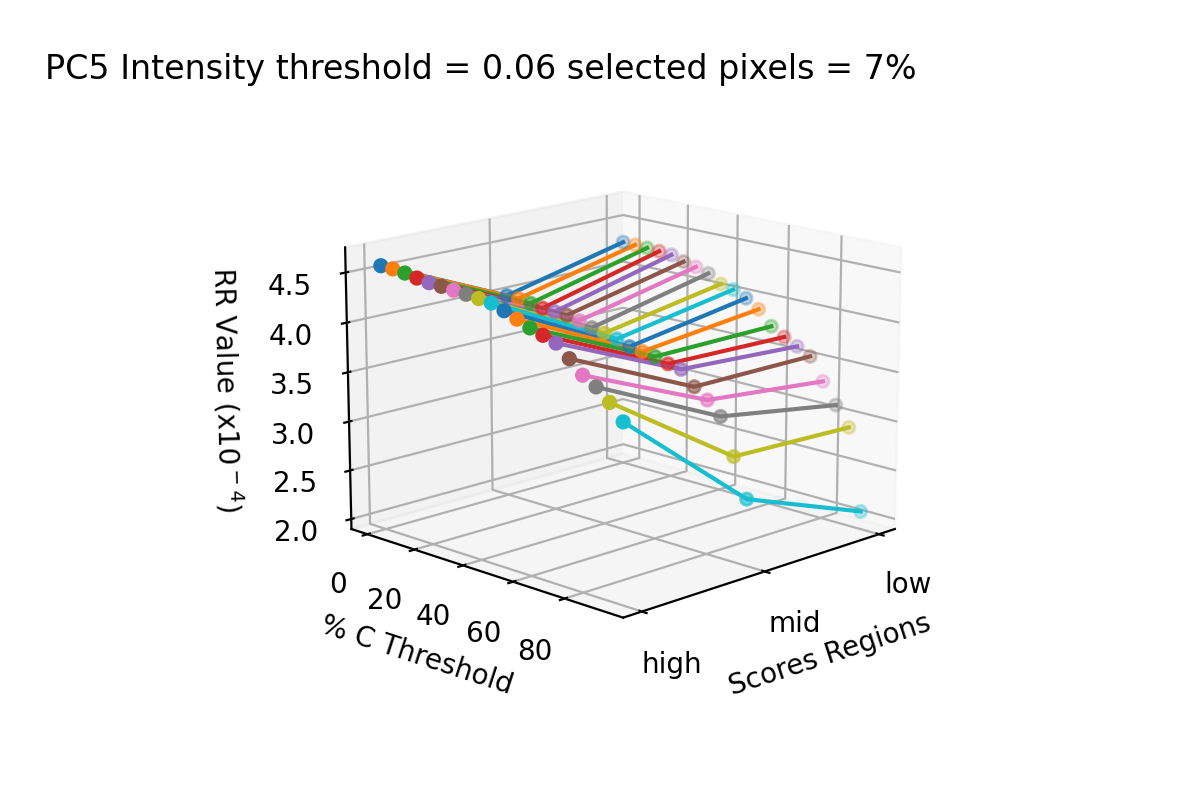 PC5 Intensity threshold = 0.06 selected pixels = 7%
RR Value (x10⁻⁴)
4.5
4.0
3.5
3.0
2.5
2.0
0
20
40
60
80
% C Threshold
high
mid
low
Scores Regions